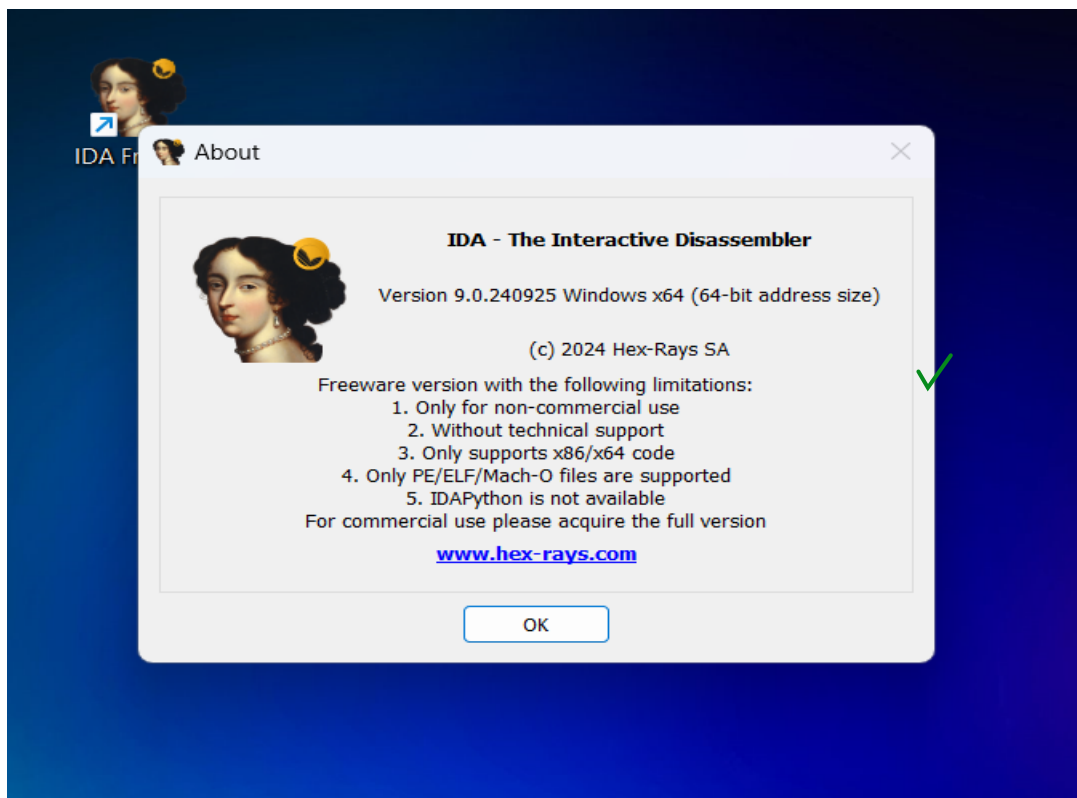 IDA Fr
About
IDA - The Interactive Disassembler
Version 9.0.240925 Windows x64 (64-bit address size)
(c) 2024 Hex-Rays SA
Freeware version with the following limitations:
1. Only for non-commercial use
2. Without technical support
3. Only supports x86/x64 code
4. Only PE/ELF/Mach-O files are supported
5. IDAPython is not available
For commercial use please acquire the full version
www.hex-rays.com
OK